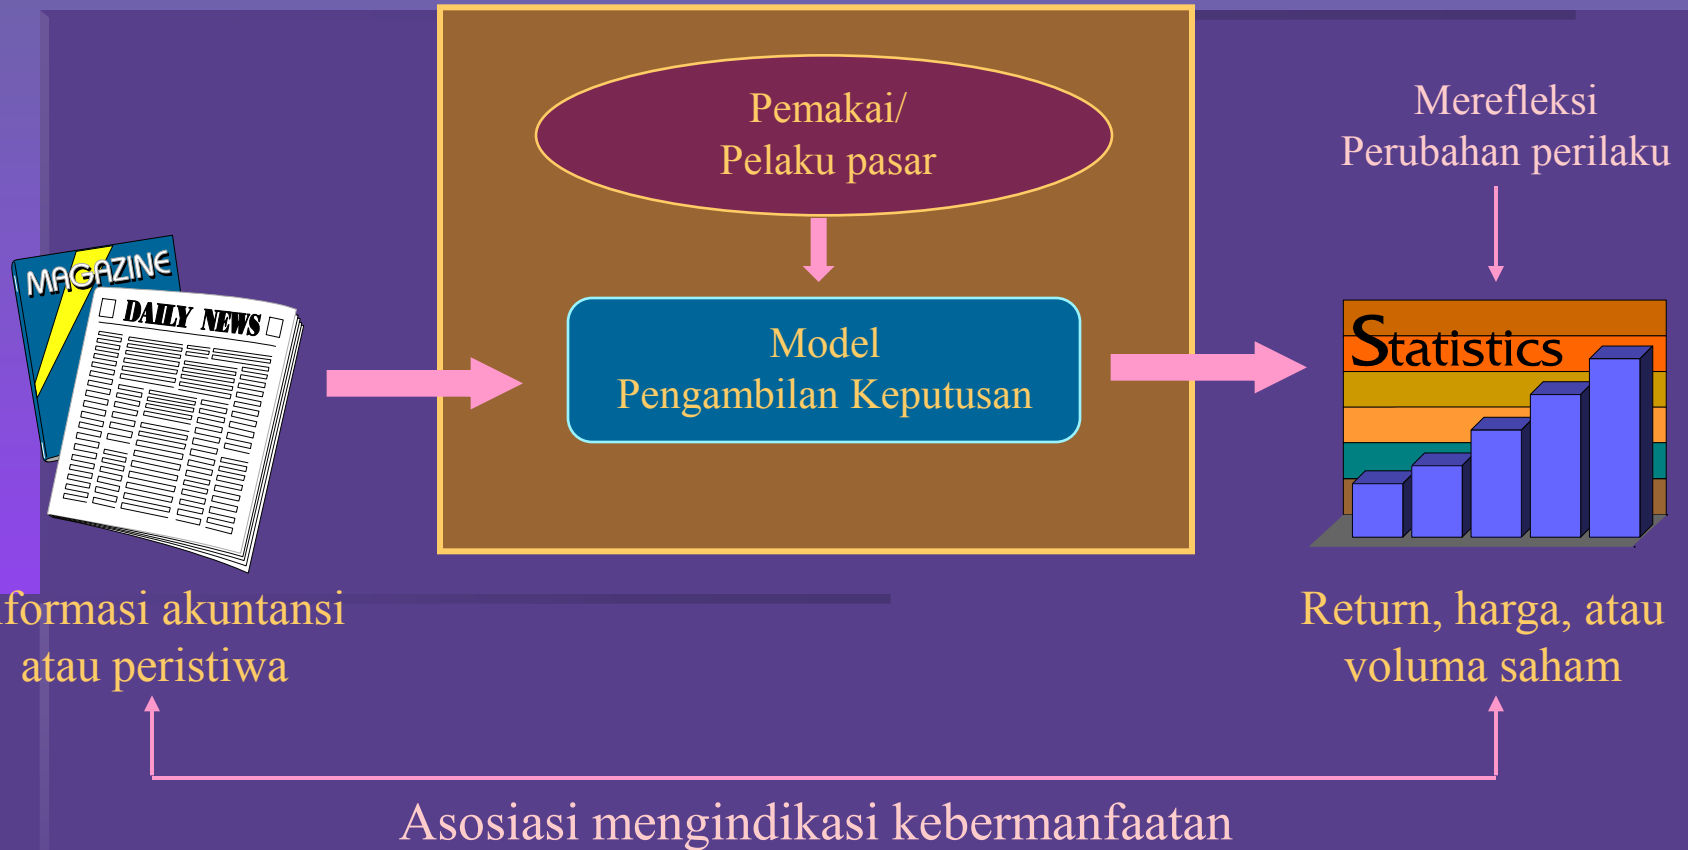 Pemakai/
Pelaku pasar
Merefleksi
Perubahan perilaku
MAGAZINE
DAILY NEWS
Model
Pengambilan Keputusan
Statistics
nformasi akuntansi
atau peristiwa
Return, harga, atau
voluma saham
Asosiasi mengindikasi kebermanfaatan